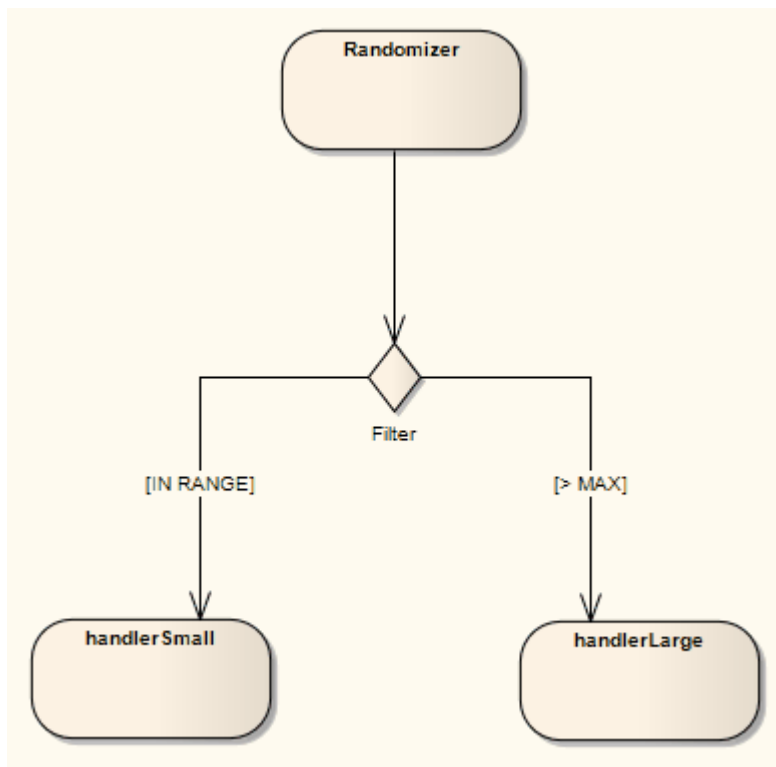 Randomizer
Filter
[IN RANGE]
[> MAX]
handlerSmall
handlerLarge